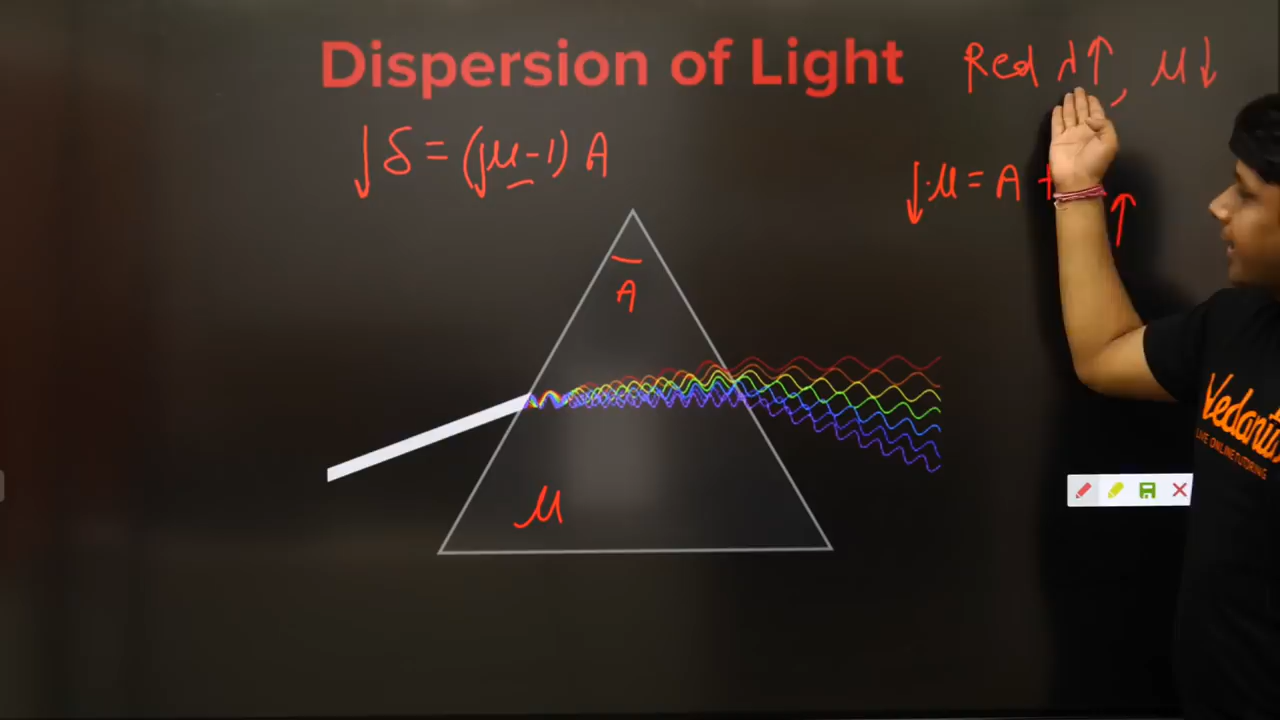 Dispersion of Light
Red λ↑, μ↓
↓δ = (↓μ-1) A
↓μ = A +
↑
A
μ
Vedantu
LIVE ONLINE TUTORING